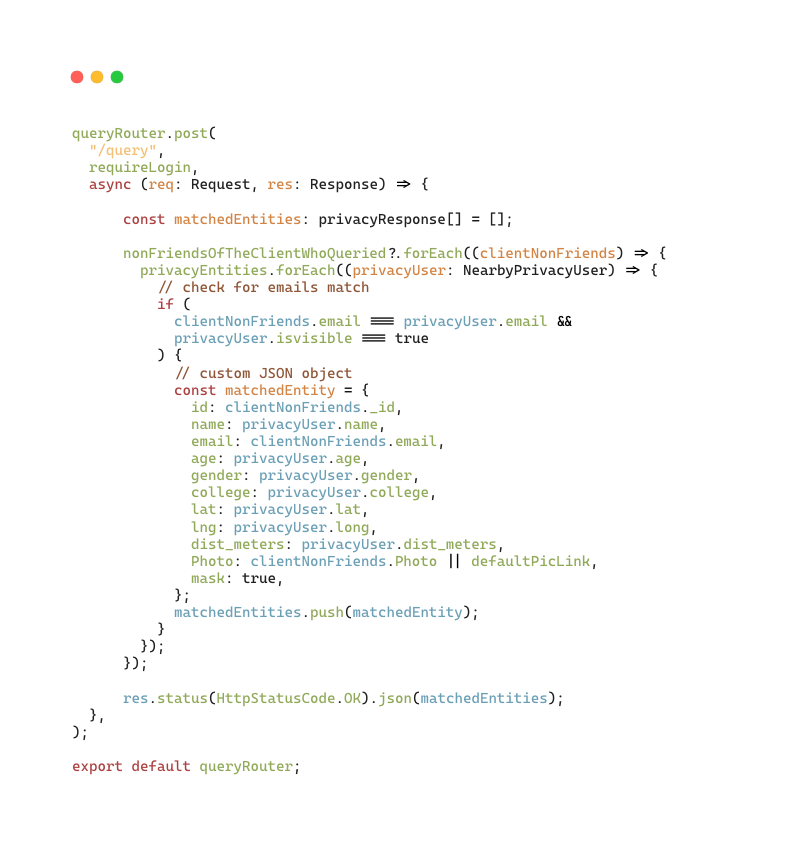 queryRouter.post(
  "/query",
  requireLogin,
  async (req: Request, res: Response) => {

      const matchedEntities: privacyResponse[] = [];

      nonFriendsOfTheClientWhoQueried?.forEach((clientNonFriends) => {
        privacyEntities.forEach((privacyUser: NearbyPrivacyUser) => {
          // check for emails match
          if (
            clientNonFriends.email === privacyUser.email &&
            privacyUser.isvisible === true
          ) {
            // custom JSON object
            const matchedEntity = {
              id: clientNonFriends._id,
              name: privacyUser.name,
              email: clientNonFriends.email,
              age: privacyUser.age,
              gender: privacyUser.gender,
              college: privacyUser.college,
              lat: privacyUser.lat,
              lng: privacyUser.long,
              dist_meters: privacyUser.dist_meters,
              Photo: clientNonFriends.Photo || defaultPicLink,
              mask: true,
            };
            matchedEntities.push(matchedEntity);
          }
        });
      });

      res.status(HttpStatusCode.OK).json(matchedEntities);
  },
);

export default queryRouter;